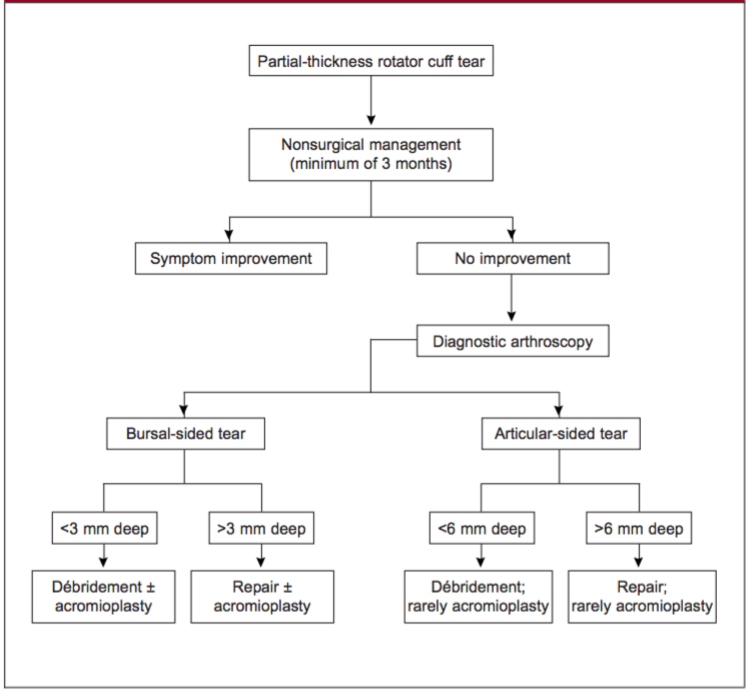 Partial-thickness rotator cuff tear
Nonsurgical management
(minimum of 3 months)
Symptom improvement
No improvement
Diagnostic arthroscopy
Bursal-sided tear
Articular-sided tear
<3 mm deep
>3 mm deep
<6 mm deep
>6 mm deep
Débridement ±
acromioplasty
Repair ±
acromioplasty
Débridement;
rarely acromioplasty
Repair;
rarely acromioplasty